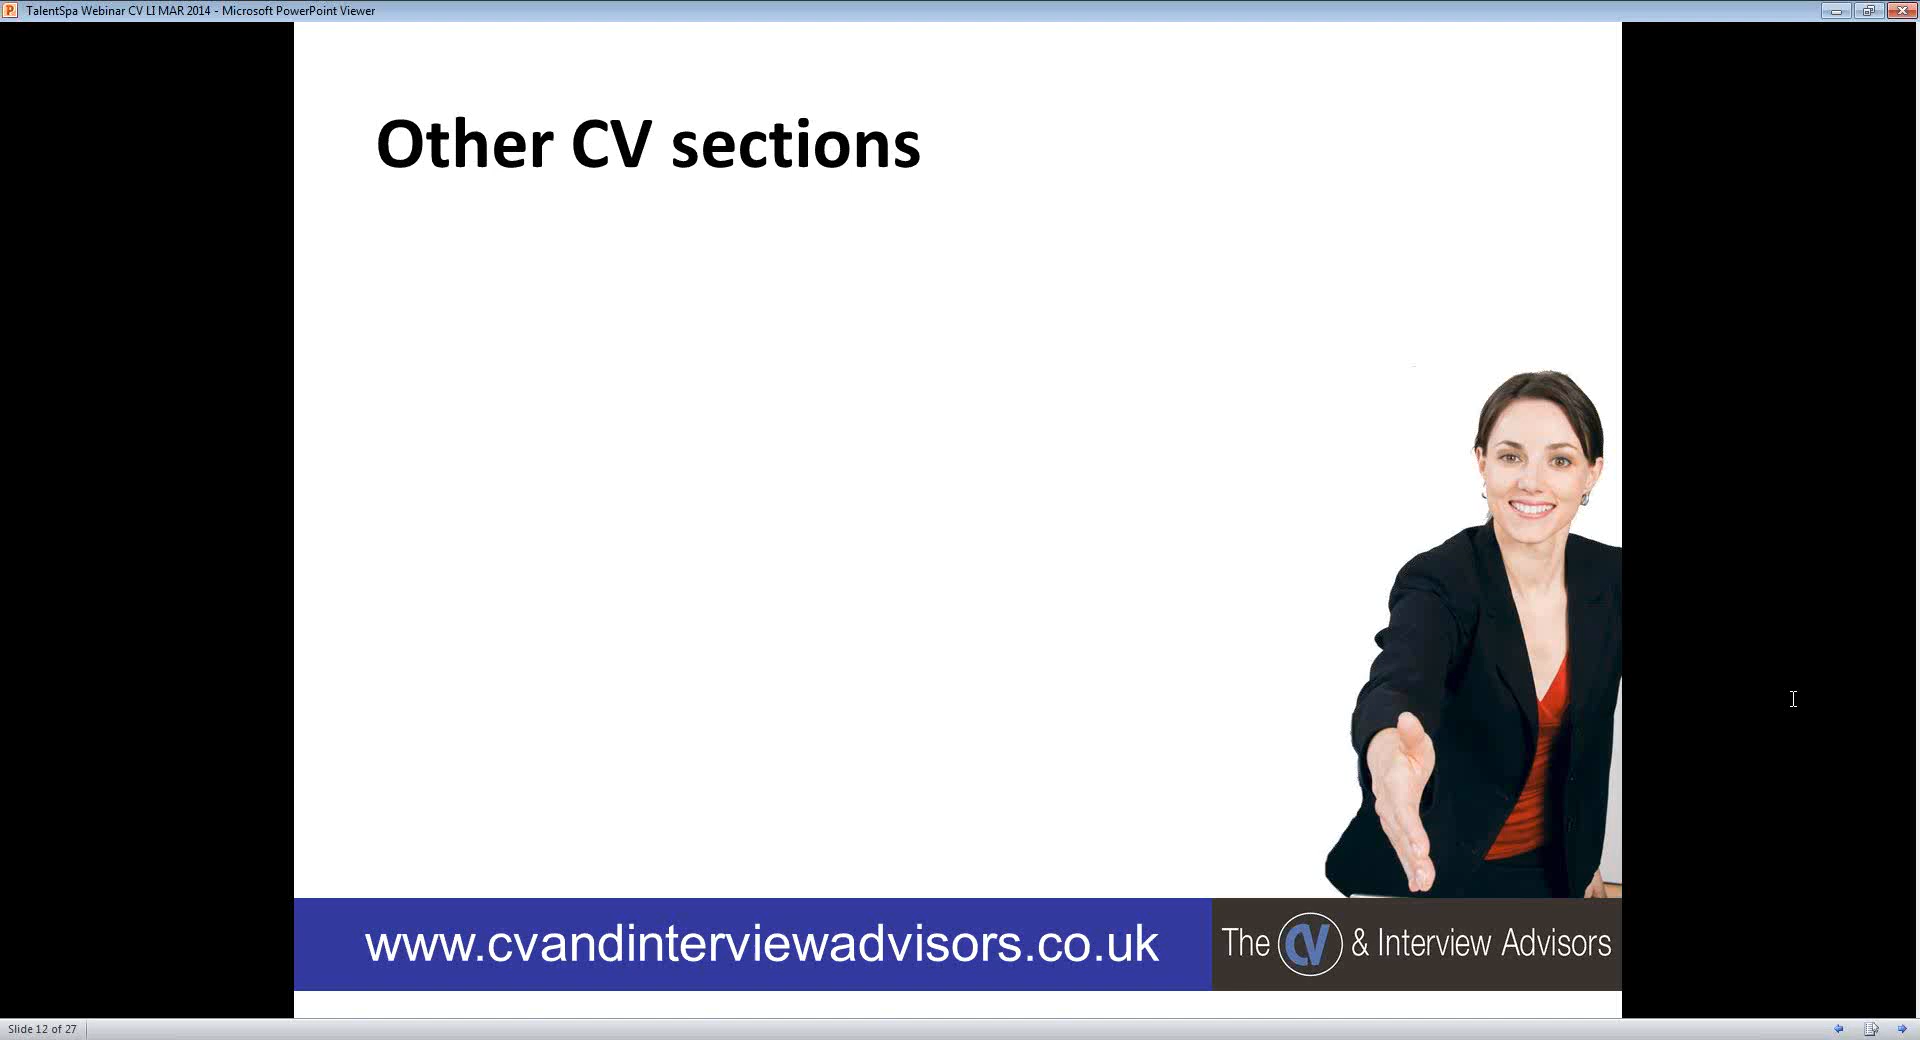 TalentSpa Webinar CV LI MAR 2014 - Microsoft PowerPoint Viewer
Other CV sections
www.cvandinterviewadvisors.co.uk
The CV & Interview Advisors
Slide 12 of 27